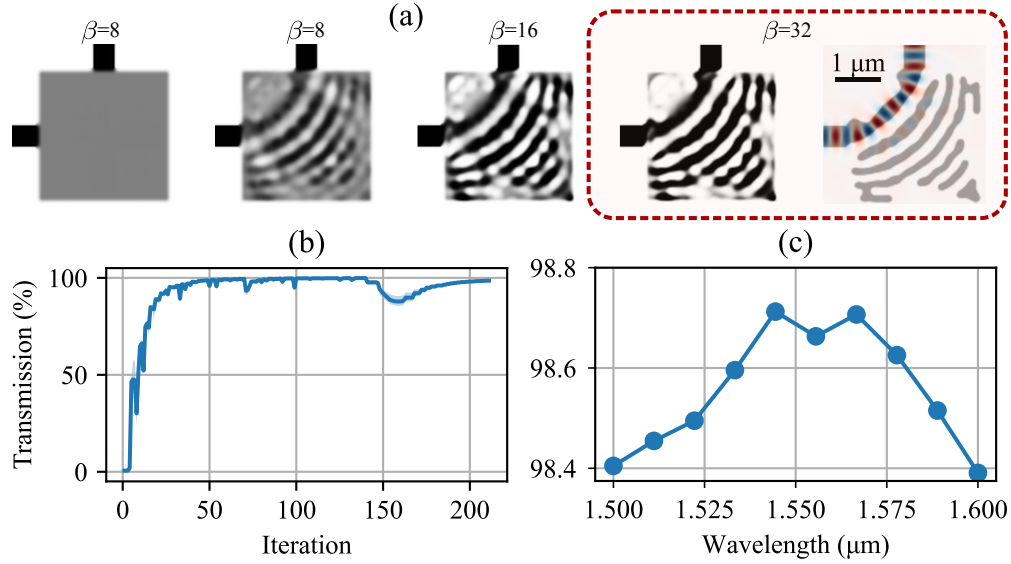 (a)
β=8
β=8
β=16
β=32
1 μm
(b)
100
50
0
Transmission (%)
0
50
100
150
200
Iteration
(c)
98.8
98.6
98.4
1.500
1.525
1.550
1.575
1.600
Wavelength (μm)